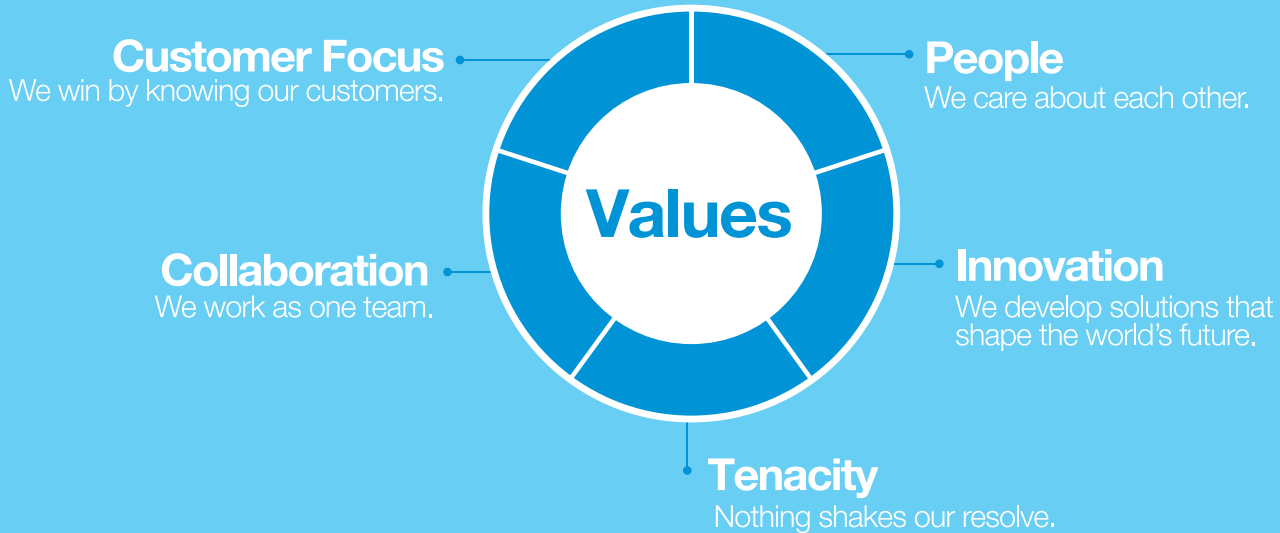 Customer Focus
We win by knowing our customers.
People
We care about each other.
Values
Collaboration
We work as one team.
Innovation
We develop solutions that
shape the world's future.
Tenacity
Nothing shakes our resolve.